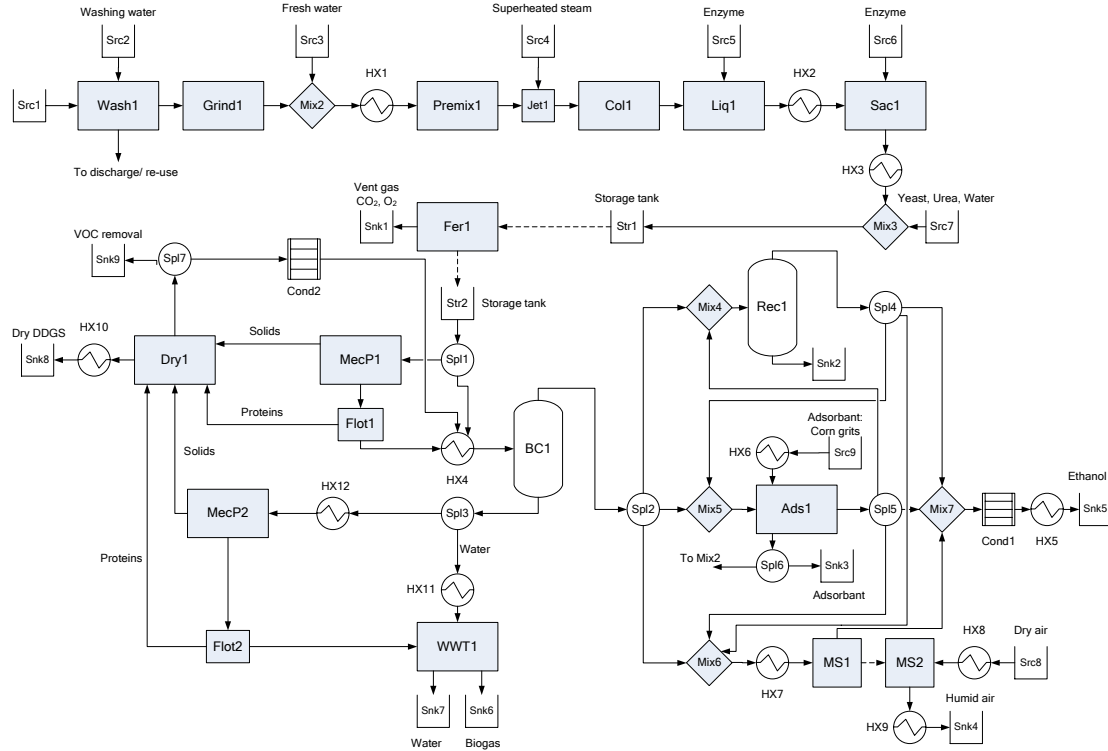 Washing water
Fresh water
Superheated steam
Enzyme
Enzyme
Src2
Src3
Src4
Src5
Src6
HX1
HX2
Src1
Wash1
Grind1
Mix2
Premix1
Jet1
Col1
Liq1
Sac1
To discharge/ re-use
HX3
Vent gas
CO₂, O₂
Storage tank
Yeast, Urea, Water
Snk1
Fer1
Str1
Mix3
Src7
VOC removal
Snk9
Spl7
Cond2
Str2
Storage tank
Mix4
Rec1
Spl4
Dry DDGS
HX10
Solids
Snk8
Dry1
MecP1
Spl1
Snk2
Proteins
Flot1
Adsorbant:
Corn grits
Solids
HX4
BC1
HX6
Src9
Ethanol
HX12
MecP2
Spl3
Spl2
Mix5
Ads1
Spl5
Mix7
Snk5
Cond1
HX5
Water
Proteins
To Mix2
Spl6
Snk3
HX11
Adsorbant
Flot2
WWT1
Mix6
HX7
MS1
MS2
HX8
Dry air
Src8
Humid air
Snk7
Snk6
HX9
Snk4
Water
Biogas